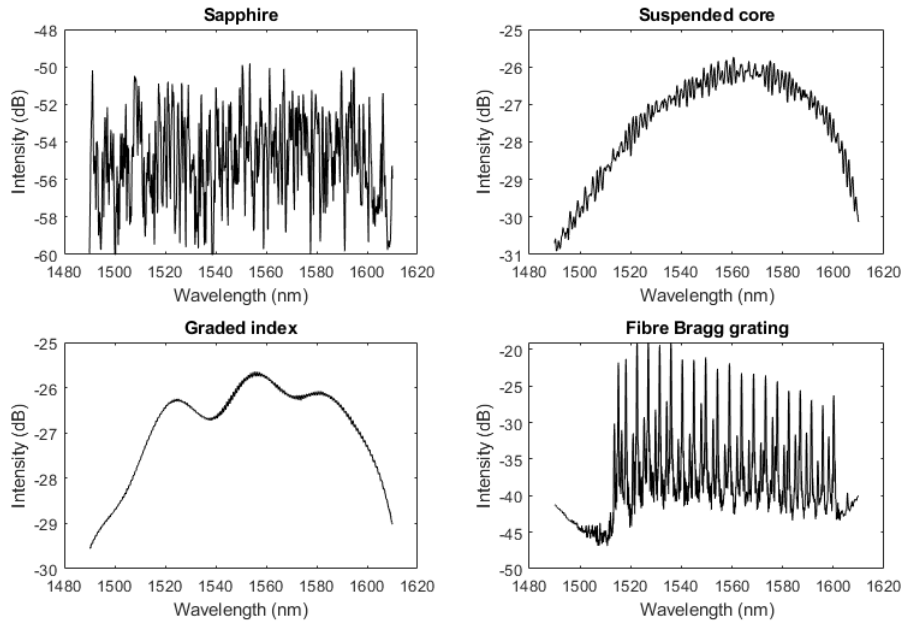 Sapphire
-48
-50
-52
-54
-56
-58
-60
Intensity (dB)
1480 1500 1520 1540 1560 1580 1600 1620
Wavelength (nm)
Suspended core
-25
-26
-27
-28
-29
-30
-31
Intensity (dB)
1480 1500 1520 1540 1560 1580 1600 1620
Wavelength (nm)
Graded index
-25
-26
-27
-28
-29
-30
Intensity (dB)
1480 1500 1520 1540 1560 1580 1600 1620
Wavelength (nm)
Fibre Bragg grating
-20
-25
-30
-35
-40
-45
-50
Intensity (dB)
1480 1500 1520 1540 1560 1580 1600 1620
Wavelength (nm)